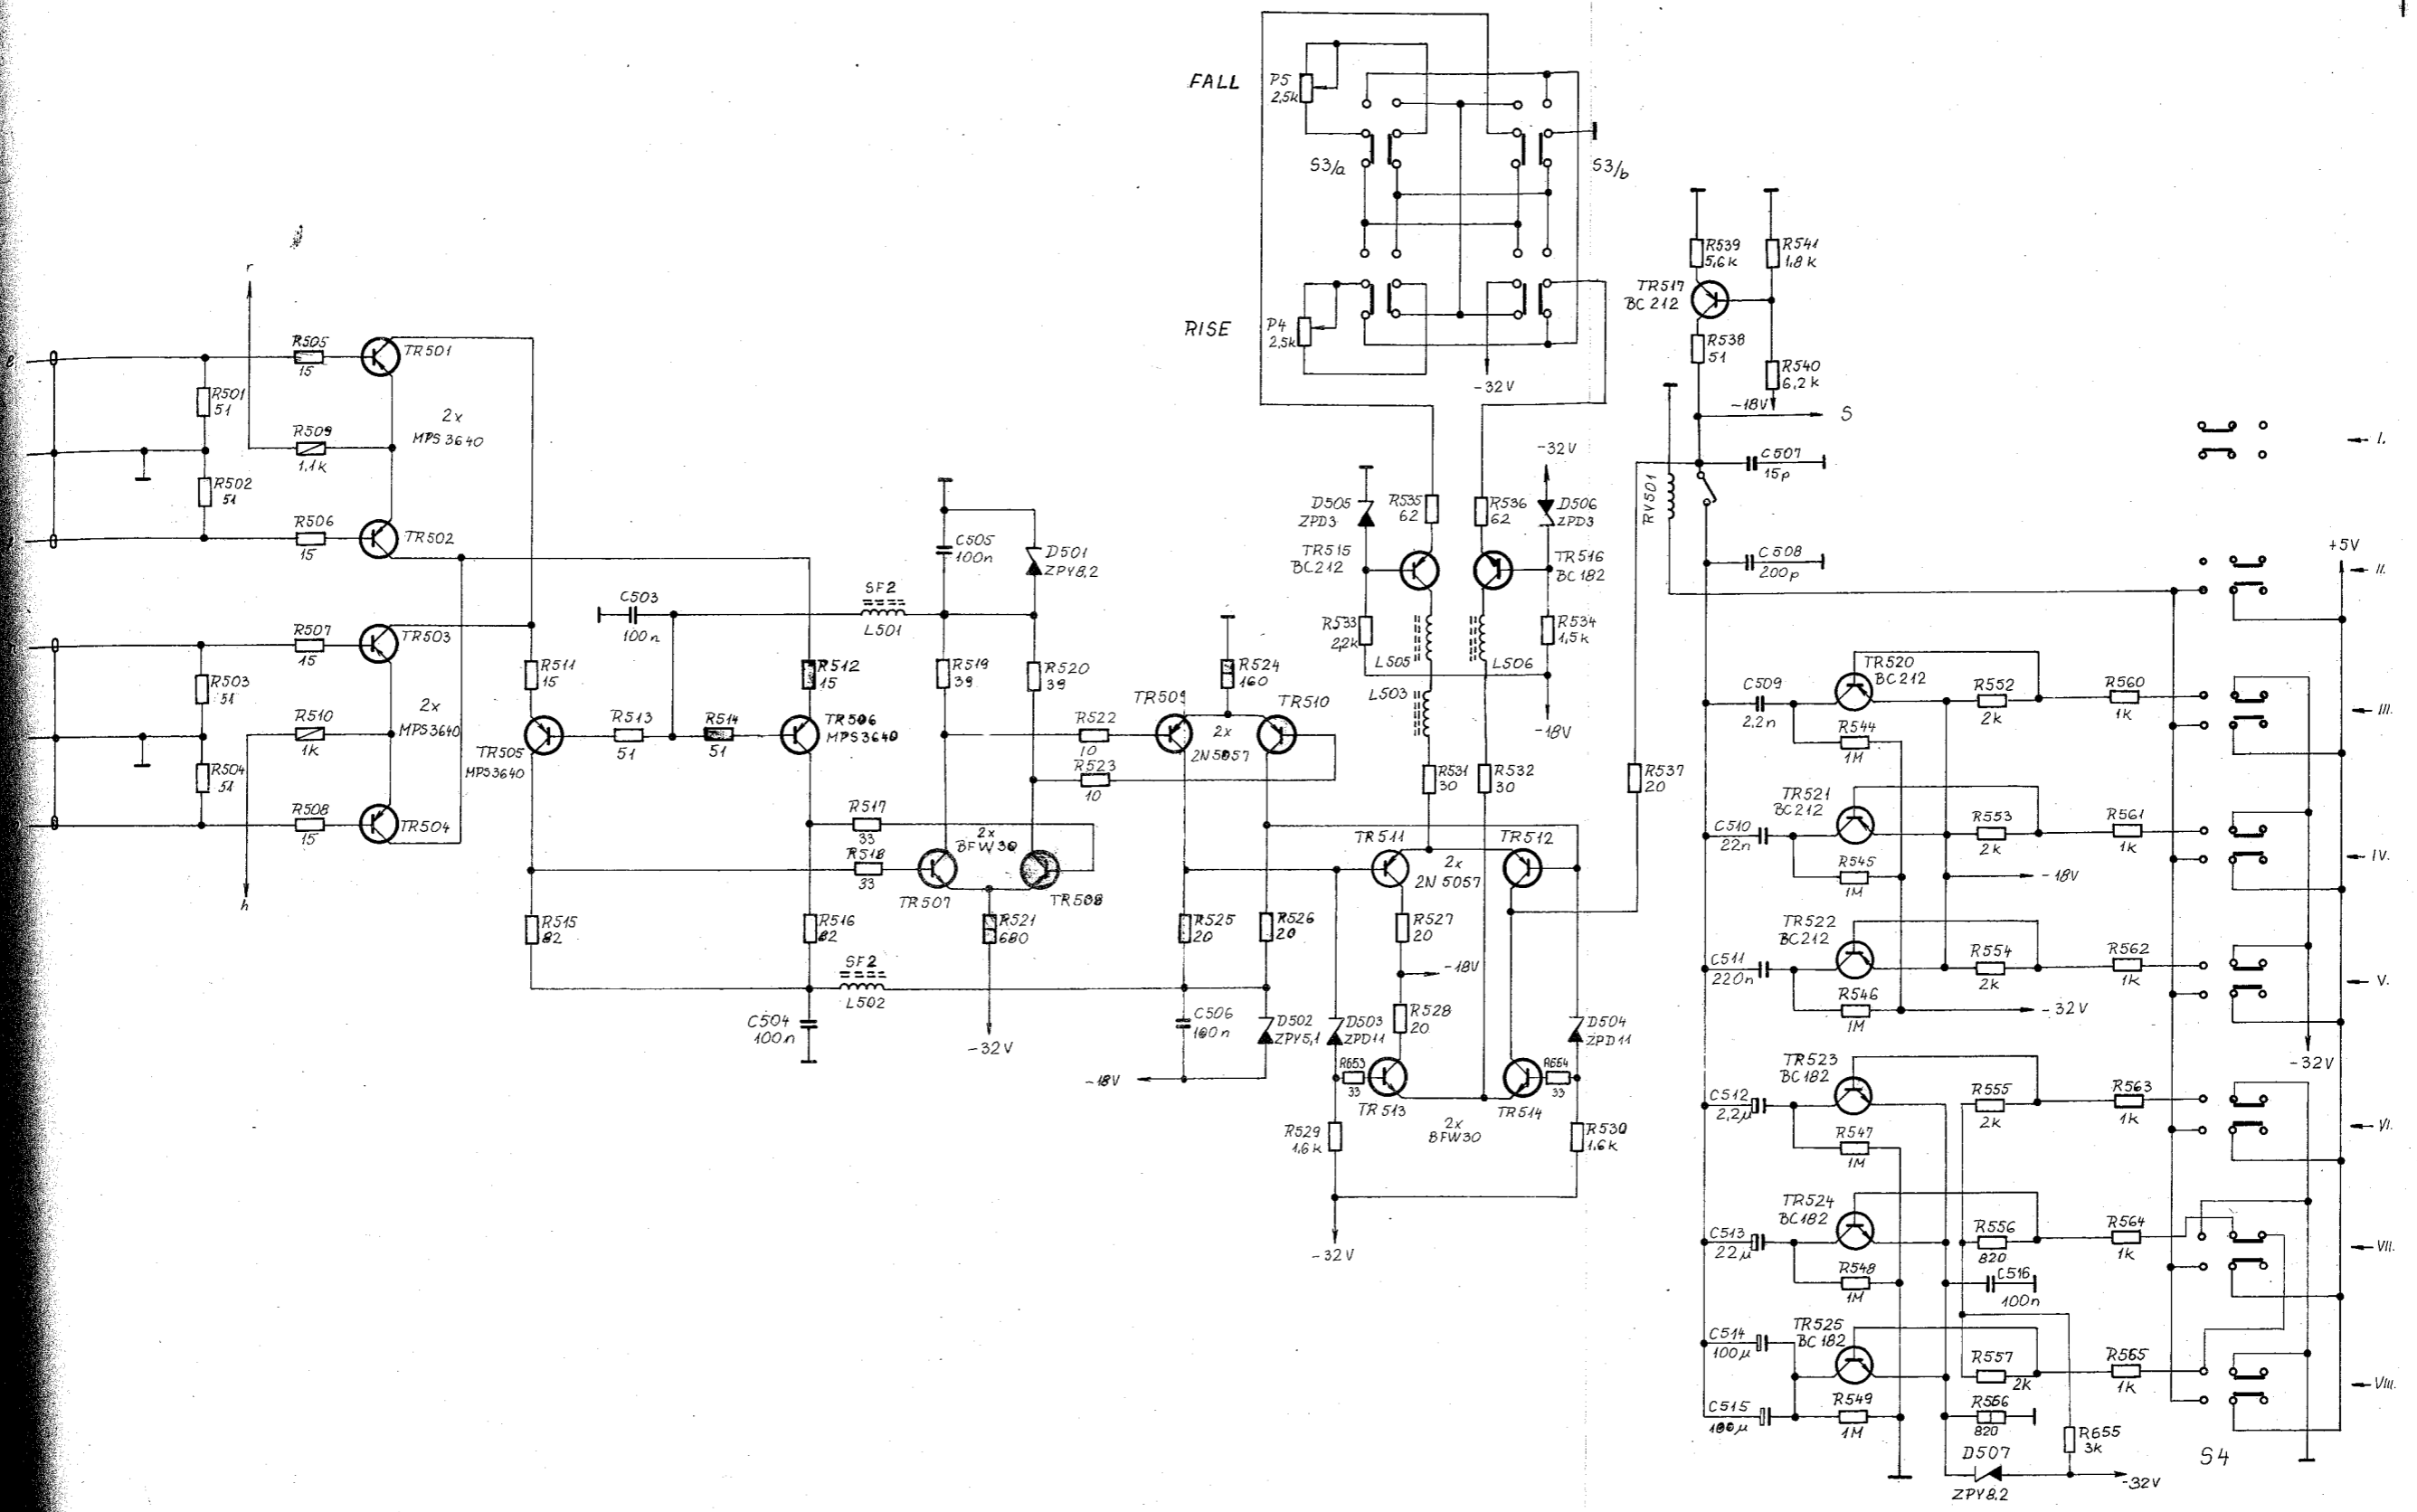 FALL
P5
2,5k
S3/a
S3/b
RISE
P4
2,5k
-32V
r
R505
15
TR501
R501
51
2x
MPS3640
R509
1,1k
R502
51
R506
15
TR502
R507
15
TR503
R503
51
2x
MPS3640
R510
1k
R504
51
R508
15
TR504
h
R511
15
TR505
MPS3640
R513
51
R514
51
C503
100n
SF2
L501
R512
15
TR506
MPS3640
C505
100n
D501
ZPY8,2
R519
39
R520
39
R517
33
R518
33
2x
BFW30
TR507
TR508
R515
82
R516
82
R521
680
SF2
L502
C504
100n
-32V
R522
10
R523
10
TR509
TR510
2x
2N5057
R524
160
R525
20
R526
20
C506
100n
D502
ZPY5,1
-18V
D503
ZPD11
D504
ZPD11
D505
ZPD3
R535
62
R536
62
-32V
D506
ZPD3
TR515
BC212
TR516
BC182
R533
2,2k
R534
1,5k
L505
L506
L503
-18V
R531
30
R532
30
TR511
TR512
2x
2N5057
R527
20
-18V
R528
20
R653
33
R654
33
TR513
TR514
2x
BFW30
R529
1,6k
R530
1,6k
-32V
R537
20
R539
5,6k
R541
1,8k
TR517
BC212
R538
51
R540
6,2k
-18V
S
RV501
C507
15p
C508
200p
C509
2,2n
TR520
BC212
R552
2k
R560
1k
R544
1M
C510
22n
TR521
BC212
R553
2k
R561
1k
R545
1M
-18V
C511
220n
TR522
BC212
R554
2k
R562
1k
R546
1M
-32V
C512
2,2µ
TR523
BC182
R555
2k
R563
1k
R547
1M
C513
22µ
TR524
BC182
R556
820
R564
1k
R548
1M
C516
100n
C514
100µ
TR525
BC182
R557
2k
R565
1k
C515
100µ
R549
1M
R556
820
R655
3k
D507
ZPY8,2
-32V
+5V
-32V
I.
II.
III.
IV.
V.
VI.
VII.
VIII.
S4